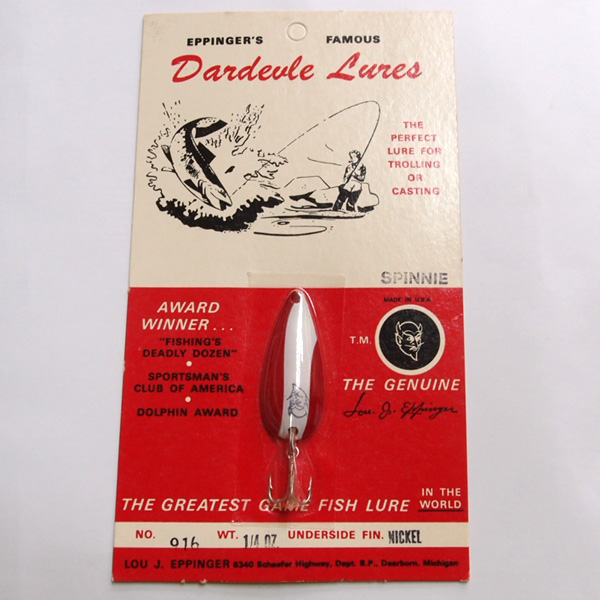 EPPINGER'S FAMOUS
Dardevle Lures
THE
PERFECT
LURE FOR
TROLLING
OR
CASTING
SPINNIE
MADE IN U.S.A.
AWARD
WINNER...
"FISHING'S
DEADLY DOZEN"
•
SPORTSMAN'S
CLUB OF AMERICA
•
DOLPHIN AWARD
T.M.
THE GENUINE
Lou. J. Eppinger
THE GREATEST GAME FISH LURE IN THE WORLD
NO. 916 WT. 1/4 OZ. UNDERSIDE FIN. NICKEL
LOU J. EPPINGER 6340 Schaefer Highway, Dept. R.P., Dearborn, Michigan